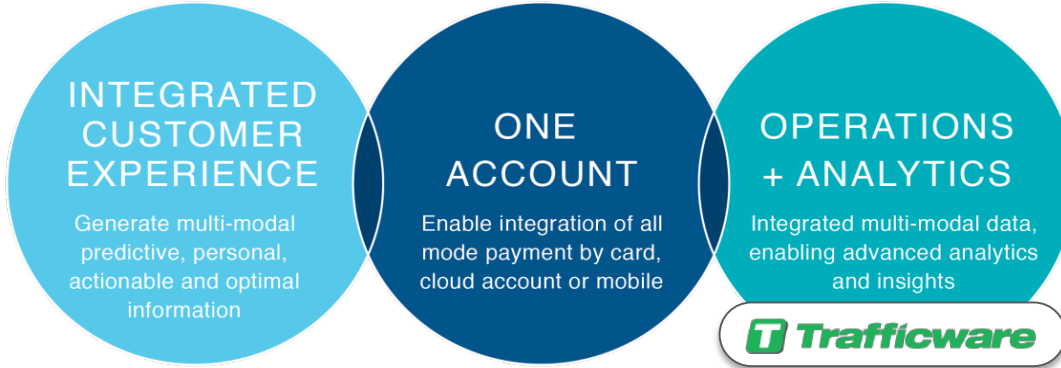 INTEGRATED
CUSTOMER
EXPERIENCE
Generate multi-modal
predictive, personal,
actionable and optimal
information
ONE
ACCOUNT
Enable integration of all
mode payment by card,
cloud account or mobile
OPERATIONS
+ ANALYTICS
Integrated multi-modal data,
enabling advanced analytics
and insights
T Trafficware